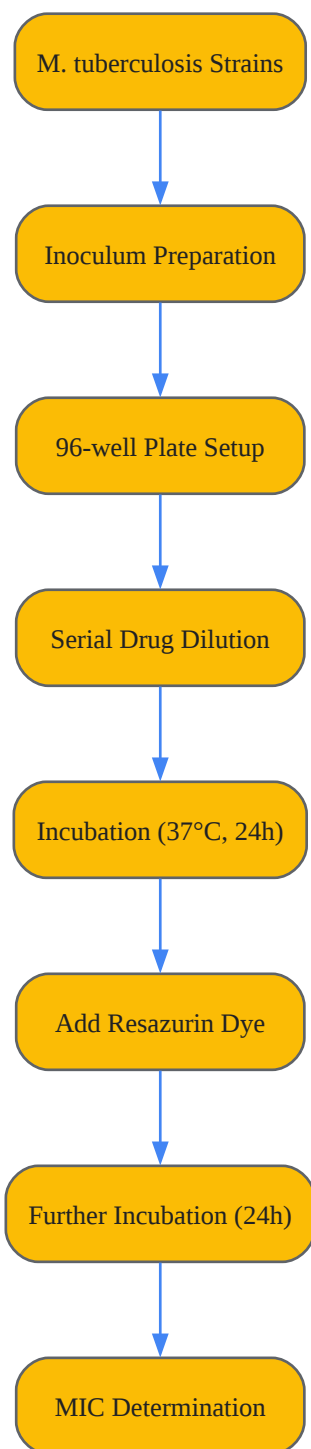 M. tuberculosis Strains
Inoculum Preparation
96-well Plate Setup
Serial Drug Dilution
Incubation (37°C, 24h)
Add Resazurin Dye
Further Incubation (24h)
MIC Determination